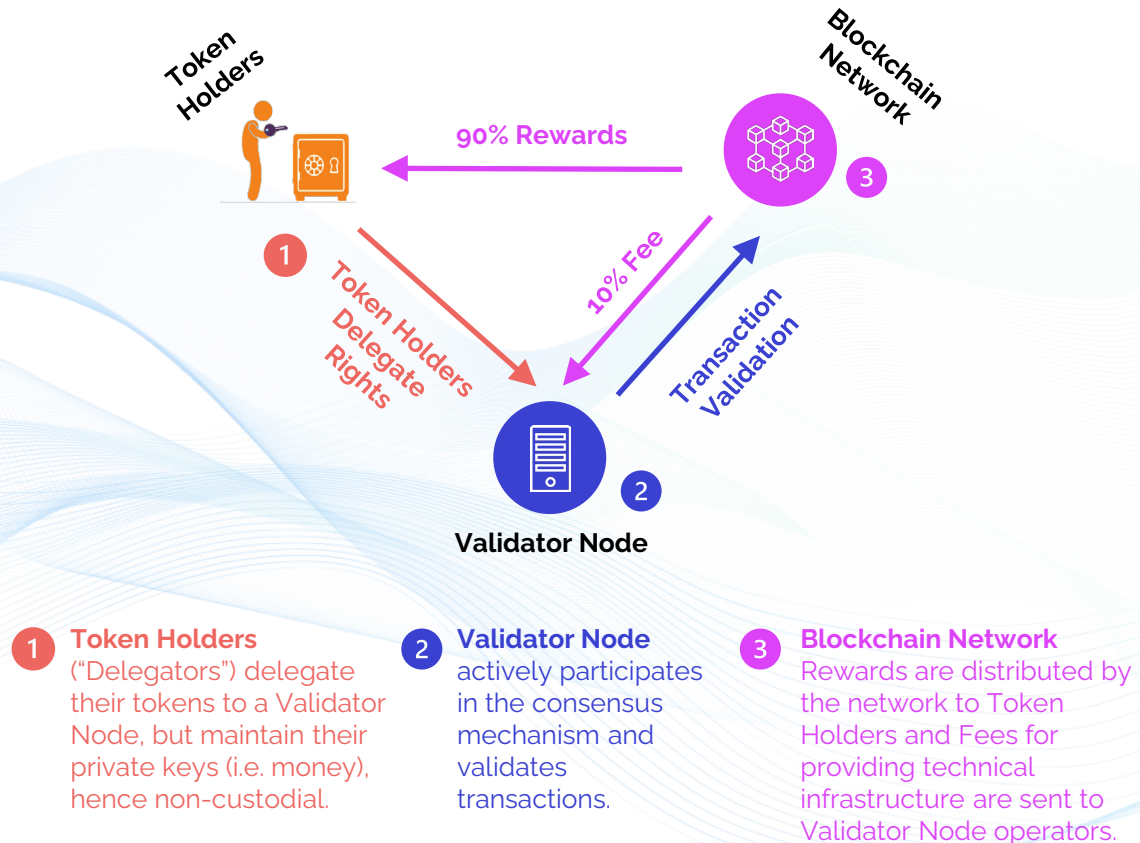 Token
Holders
Blockchain
Network
90% Rewards
3
1
Token Holders
Delegate
Rights
10% Fee
Transaction
Validation
2
Validator Node
1
Token Holders
(“Delegators”) delegate
their tokens to a Validator
Node, but maintain their
private keys (i.e. money),
hence non-custodial.
2
Validator Node
actively participates
in the consensus
mechanism and
validates
transactions.
3
Blockchain Network
Rewards are distributed by
the network to Token
Holders and Fees for
providing technical
infrastructure are sent to
Validator Node operators.